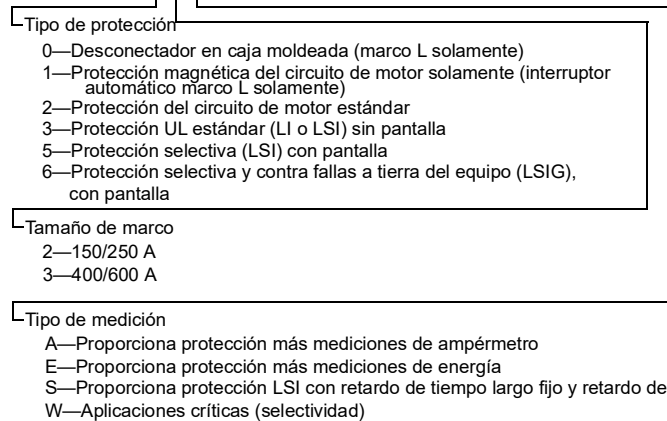 Tipo de protección
0—Desconectador en caja moldeada (marco L solamente)
1—Protección magnética del circuito de motor solamente (interruptor
automático marco L solamente)
2—Protección del circuito de motor estándar
3—Protección UL estándar (LI o LSI) sin pantalla
5—Protección selectiva (LSI) con pantalla
6—Protección selectiva y contra fallas a tierra del equipo (LSIG),
con pantalla
Tamaño de marco
2—150/250 A
3—400/600 A
Tipo de medición
A—Proporciona protección más mediciones de ampérmetro
E—Proporciona protección más mediciones de energía
S—Proporciona protección LSI con retardo de tiempo largo fijo y retardo de
W—Aplicaciones críticas (selectividad)